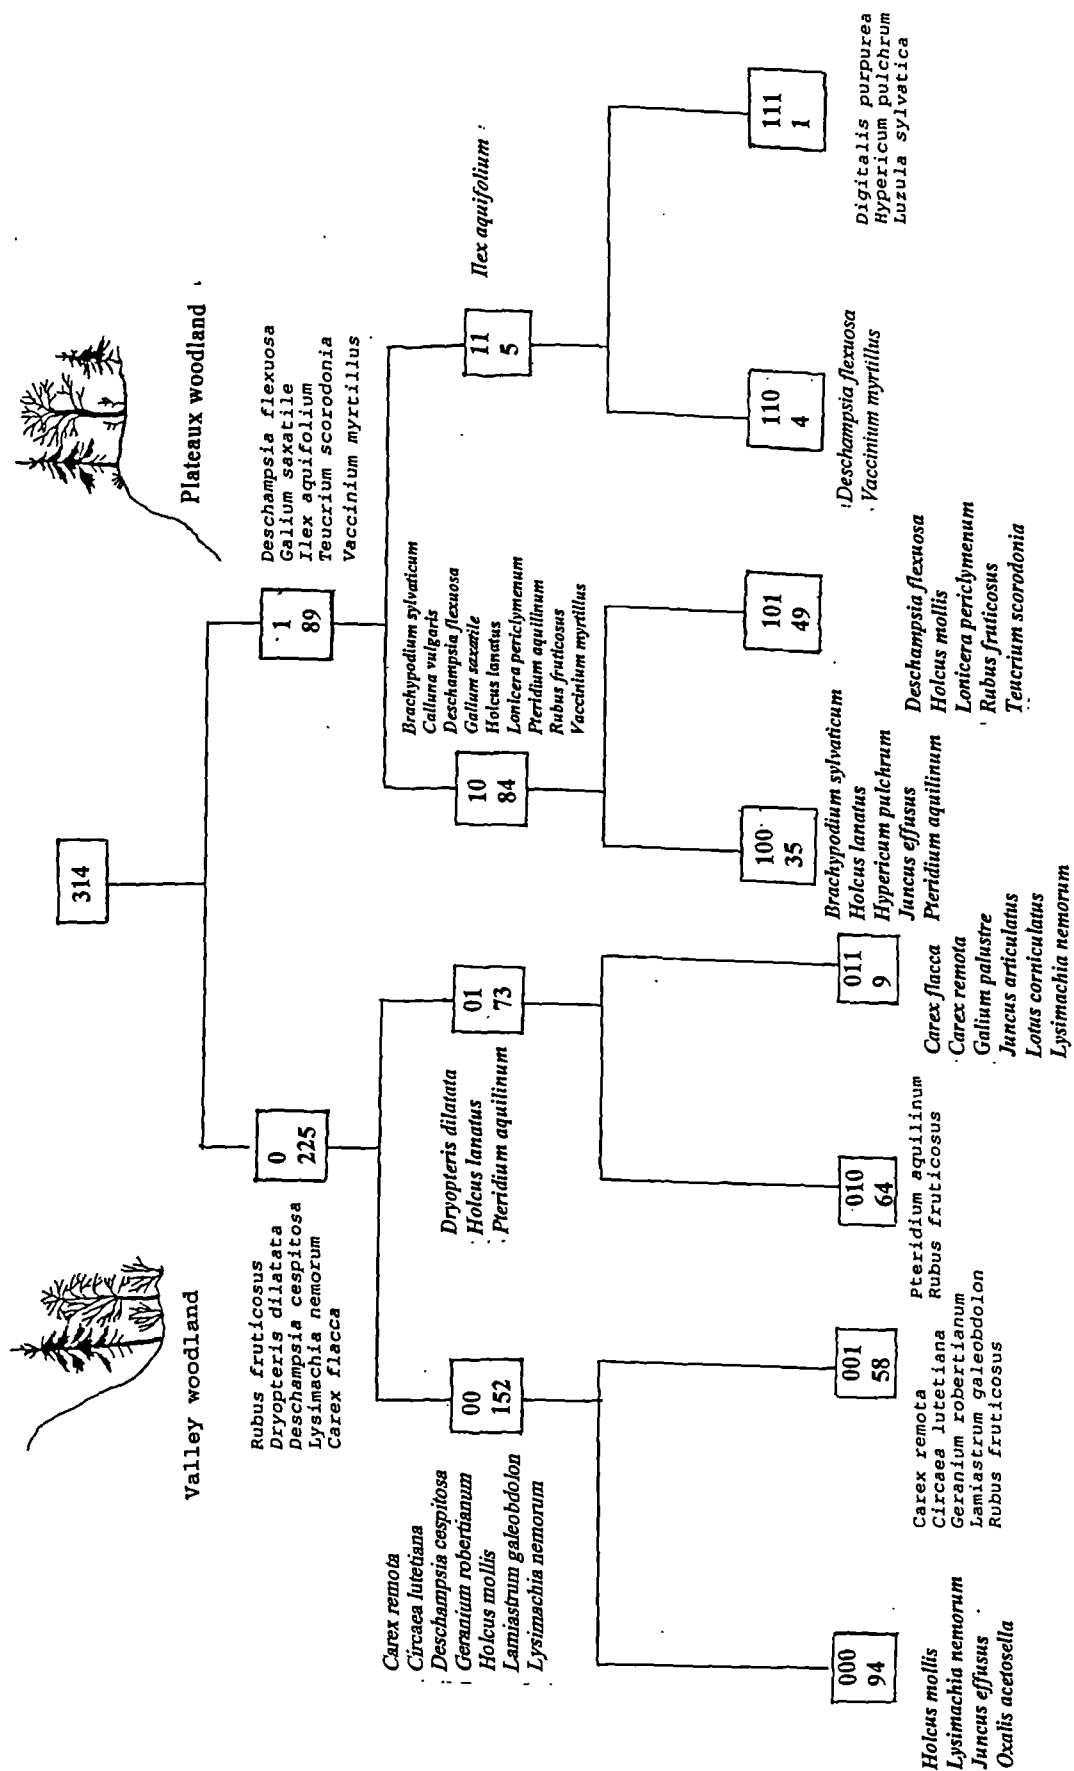 Valley woodland
Plateaux woodland
314
0
225
Rubus fruticosus
Dryopteris dilatata
Deschampsia cespitosa
Lysimachia nemorum
Carex flacca
1
89
Deschampsia flexuosa
Galium saxatile
Ilex aquifolium
Teucrium scorodonia
Vaccinium myrtillus
00
152
Carex remota
Circaea lutetiana
Deschampsia cespitosa
Geranium robertianum
Holcus mollis
Lamiastrum galeobdolon
Lysimachia nemorum
01
73
Dryopteris dilatata
Holcus lanatus
Pteridium aquilinum
10
84
Brachypodium sylvaticum
Calluna vulgaris
Deschampsia flexuosa
Galium saxatile
Holcus lanatus
Lonicera periclymenum
Pteridium aquilinum
Rubus fruticosus
Vaccinium myrtillus
11
5
Ilex aquifolium
000
94
Holcus mollis
Lysimachia nemorum
Juncus effusus
Oxalis acetosella
001
58
Carex remota
Circaea lutetiana
Geranium robertianum
Lamiastrum galeobdolon
Rubus fruticosus
010
64
Pteridium aquilinum
Rubus fruticosus
011
9
Carex flacca
Carex remota
Galium palustre
Juncus articulatus
Lotus corniculatus
Lysimachia nemorum
100
35
Brachypodium sylvaticum
Holcus lanatus
Hypericum pulchrum
Juncus effusus
Pteridium aquilinum
101
49
Deschampsia flexuosa
Holcus mollis
Lonicera periclymenum
Rubus fruticosus
Teucrium scorodonia
110
4
Deschampsia flexuosa
Vaccinium myrtillus
111
1
Digitalis purpurea
Hypericum pulchrum
Luzula sylvatica